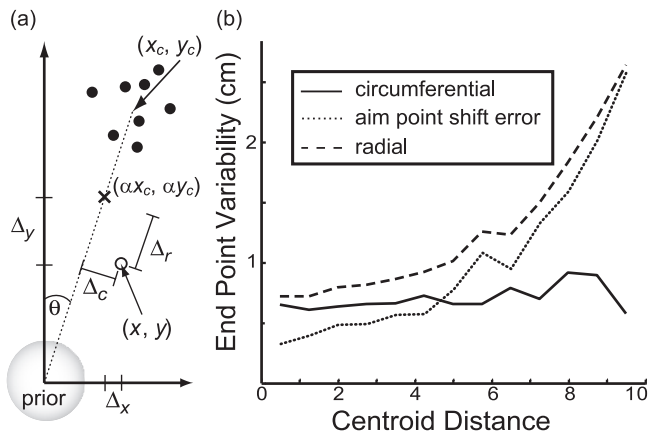 (a)
(x_c, y_c)
(αx_c, αy_c)
Δ_y
Δ_r
Δ_c
θ
(x, y)
prior
Δ_x
(b)
End Point Variability (cm)
2
1
0
circumferential
aim point shift error
radial
0 2 4 6 8 10
Centroid Distance